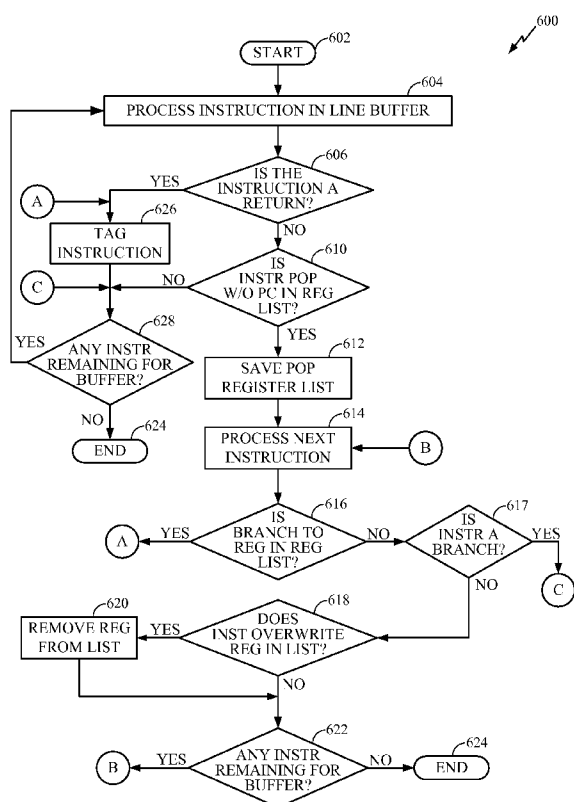 600
602
START
604
PROCESS INSTRUCTION IN LINE BUFFER
606
YES
IS THE
INSTRUCTION A
RETURN?
A
626
NO
TAG
INSTRUCTION
610
IS
INSTR POP
W/O PC IN REG
LIST?
C
NO
628
YES
YES
612
ANY INSTR
REMAINING FOR
BUFFER?
SAVE POP
REGISTER LIST
NO
624
END
614
PROCESS NEXT
INSTRUCTION
B
616
617
A
YES
IS
BRANCH TO
REG IN REG
LIST?
NO
IS
INSTR A
BRANCH?
YES
C
NO
620
618
REMOVE REG
FROM LIST
YES
DOES
INST OVERWRITE
REG IN LIST?
NO
622
624
B
YES
ANY INSTR
REMAINING FOR
BUFFER?
NO
END